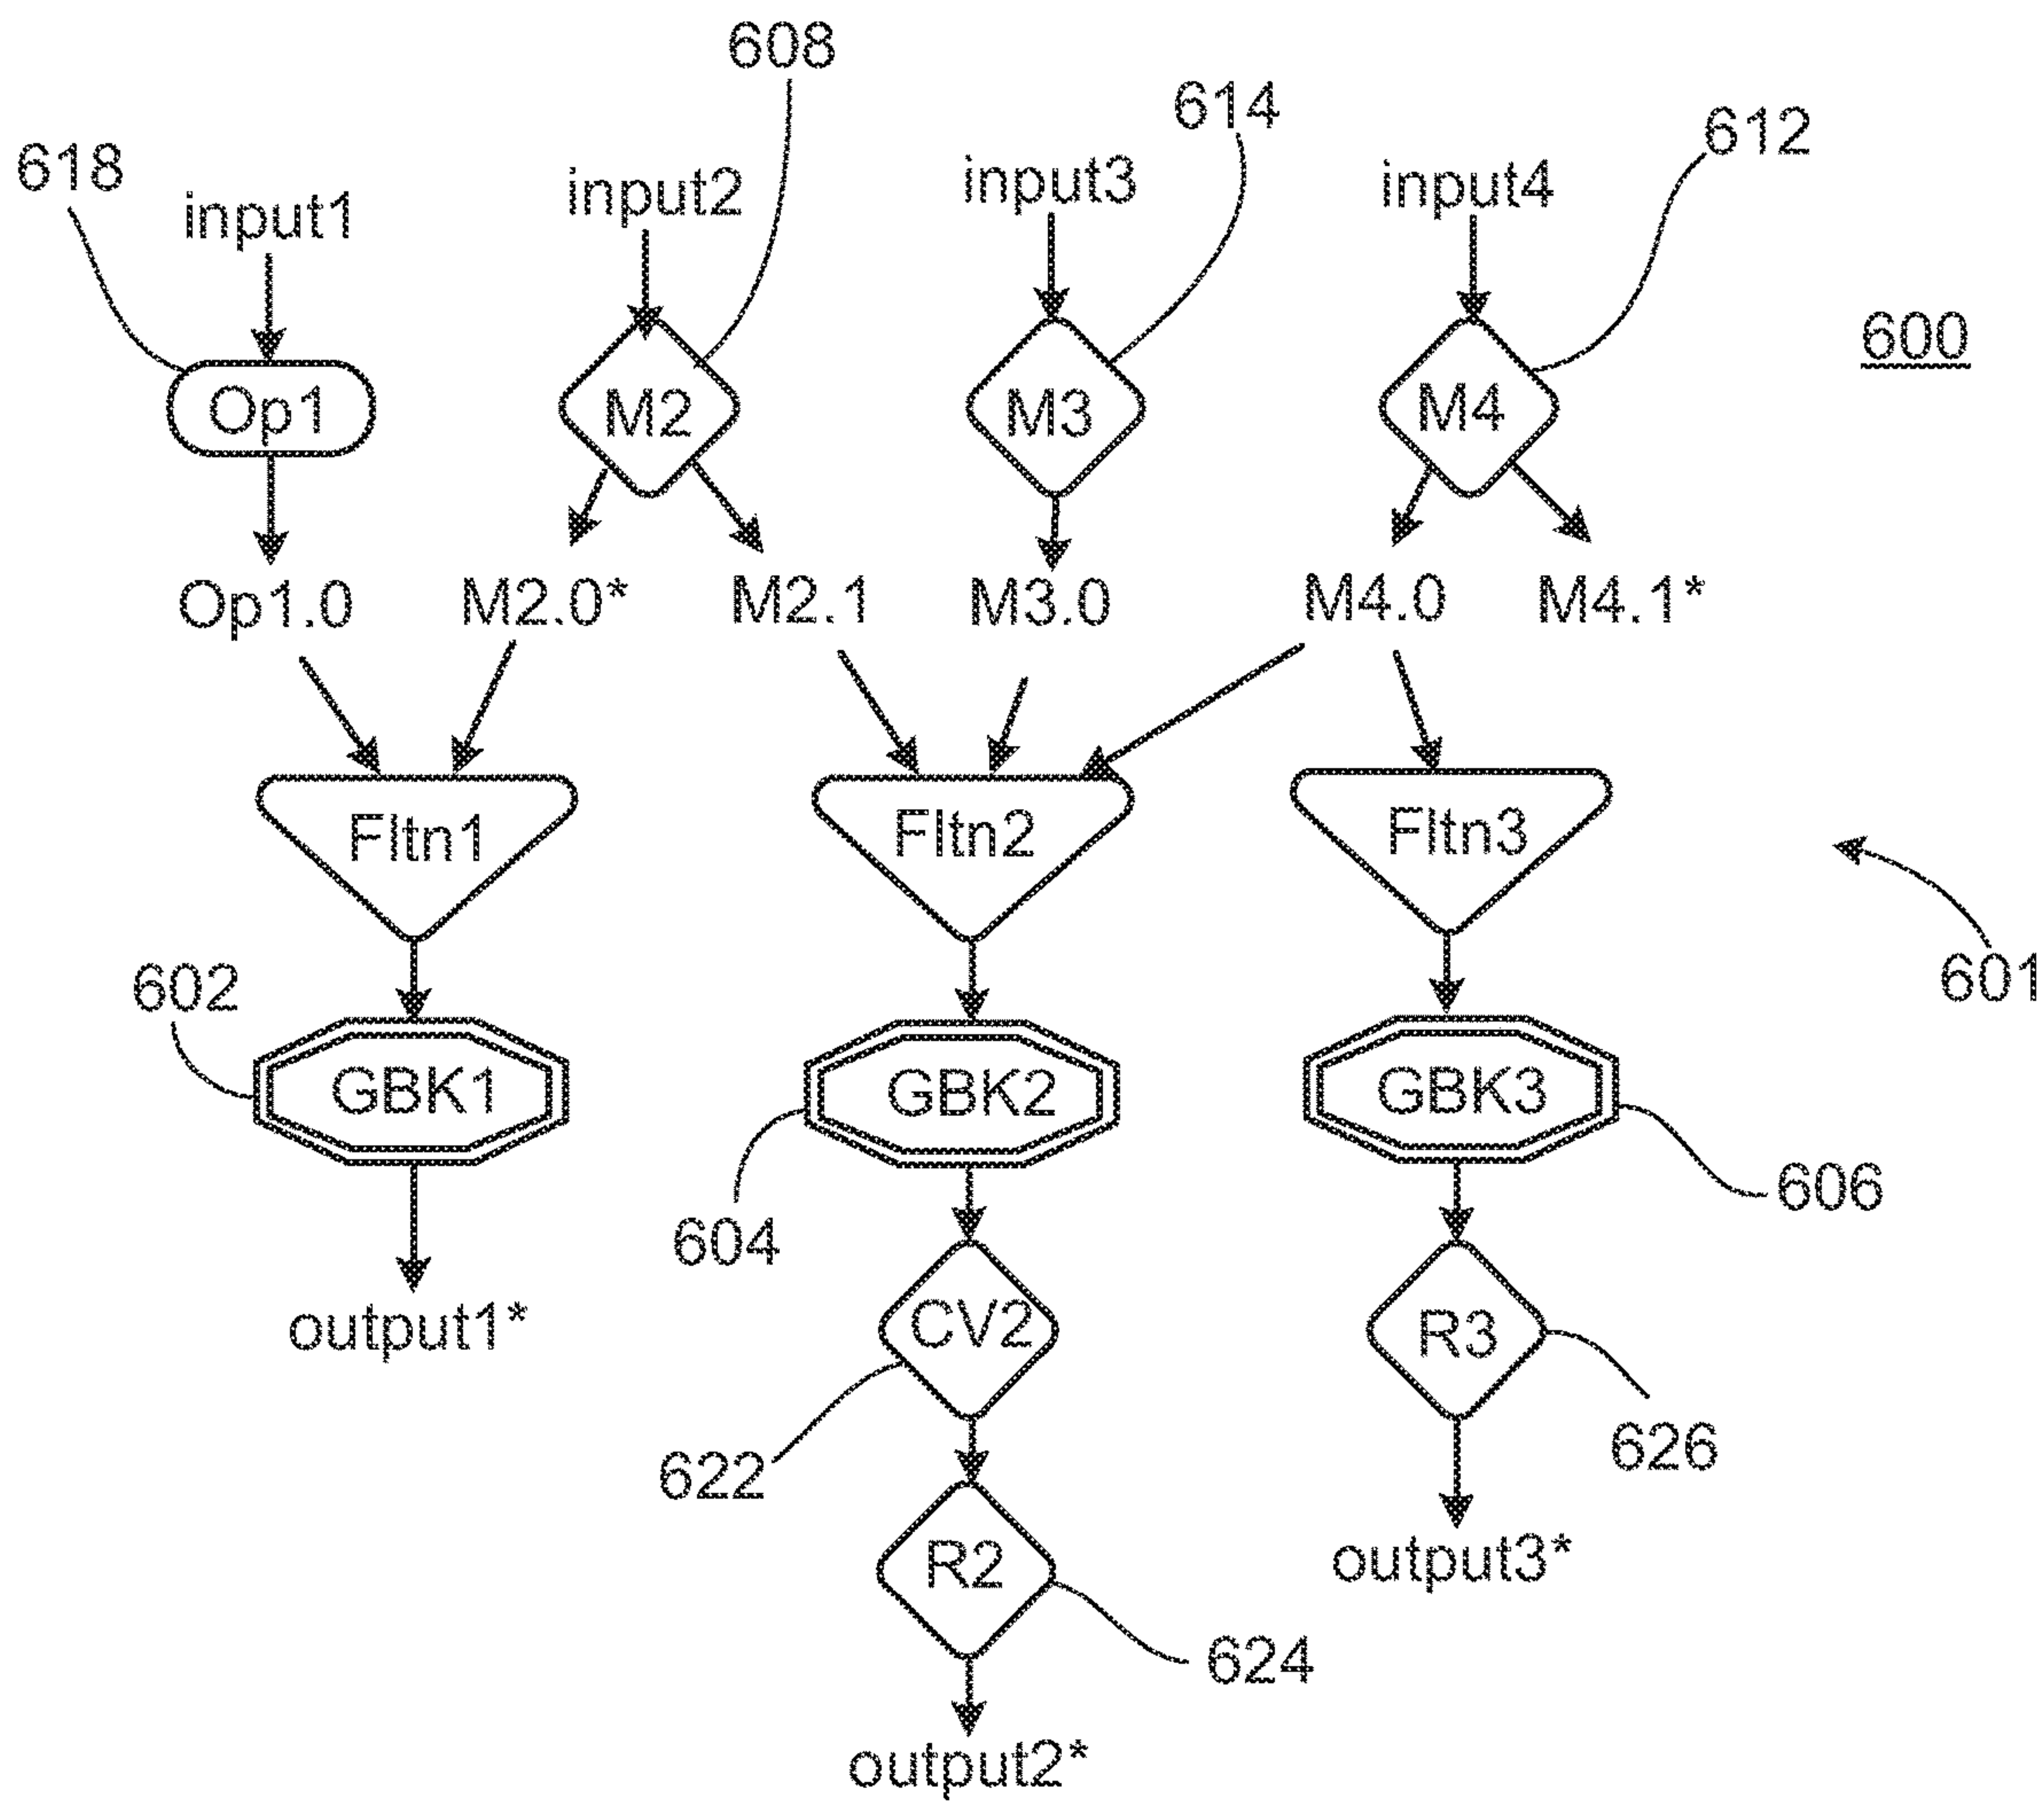 608
614
612
618
input1
input2
input3
input4
600
Op1
M2
M3
M4
Op1.0
M2.0*
M2.1
M3.0
M4.0
M4.1*
Fltn1
Fltn2
Fltn3
601
602
GBK1
GBK2
GBK3
606
604
output1*
CV2
R3
622
626
R2
output3*
624
output2*